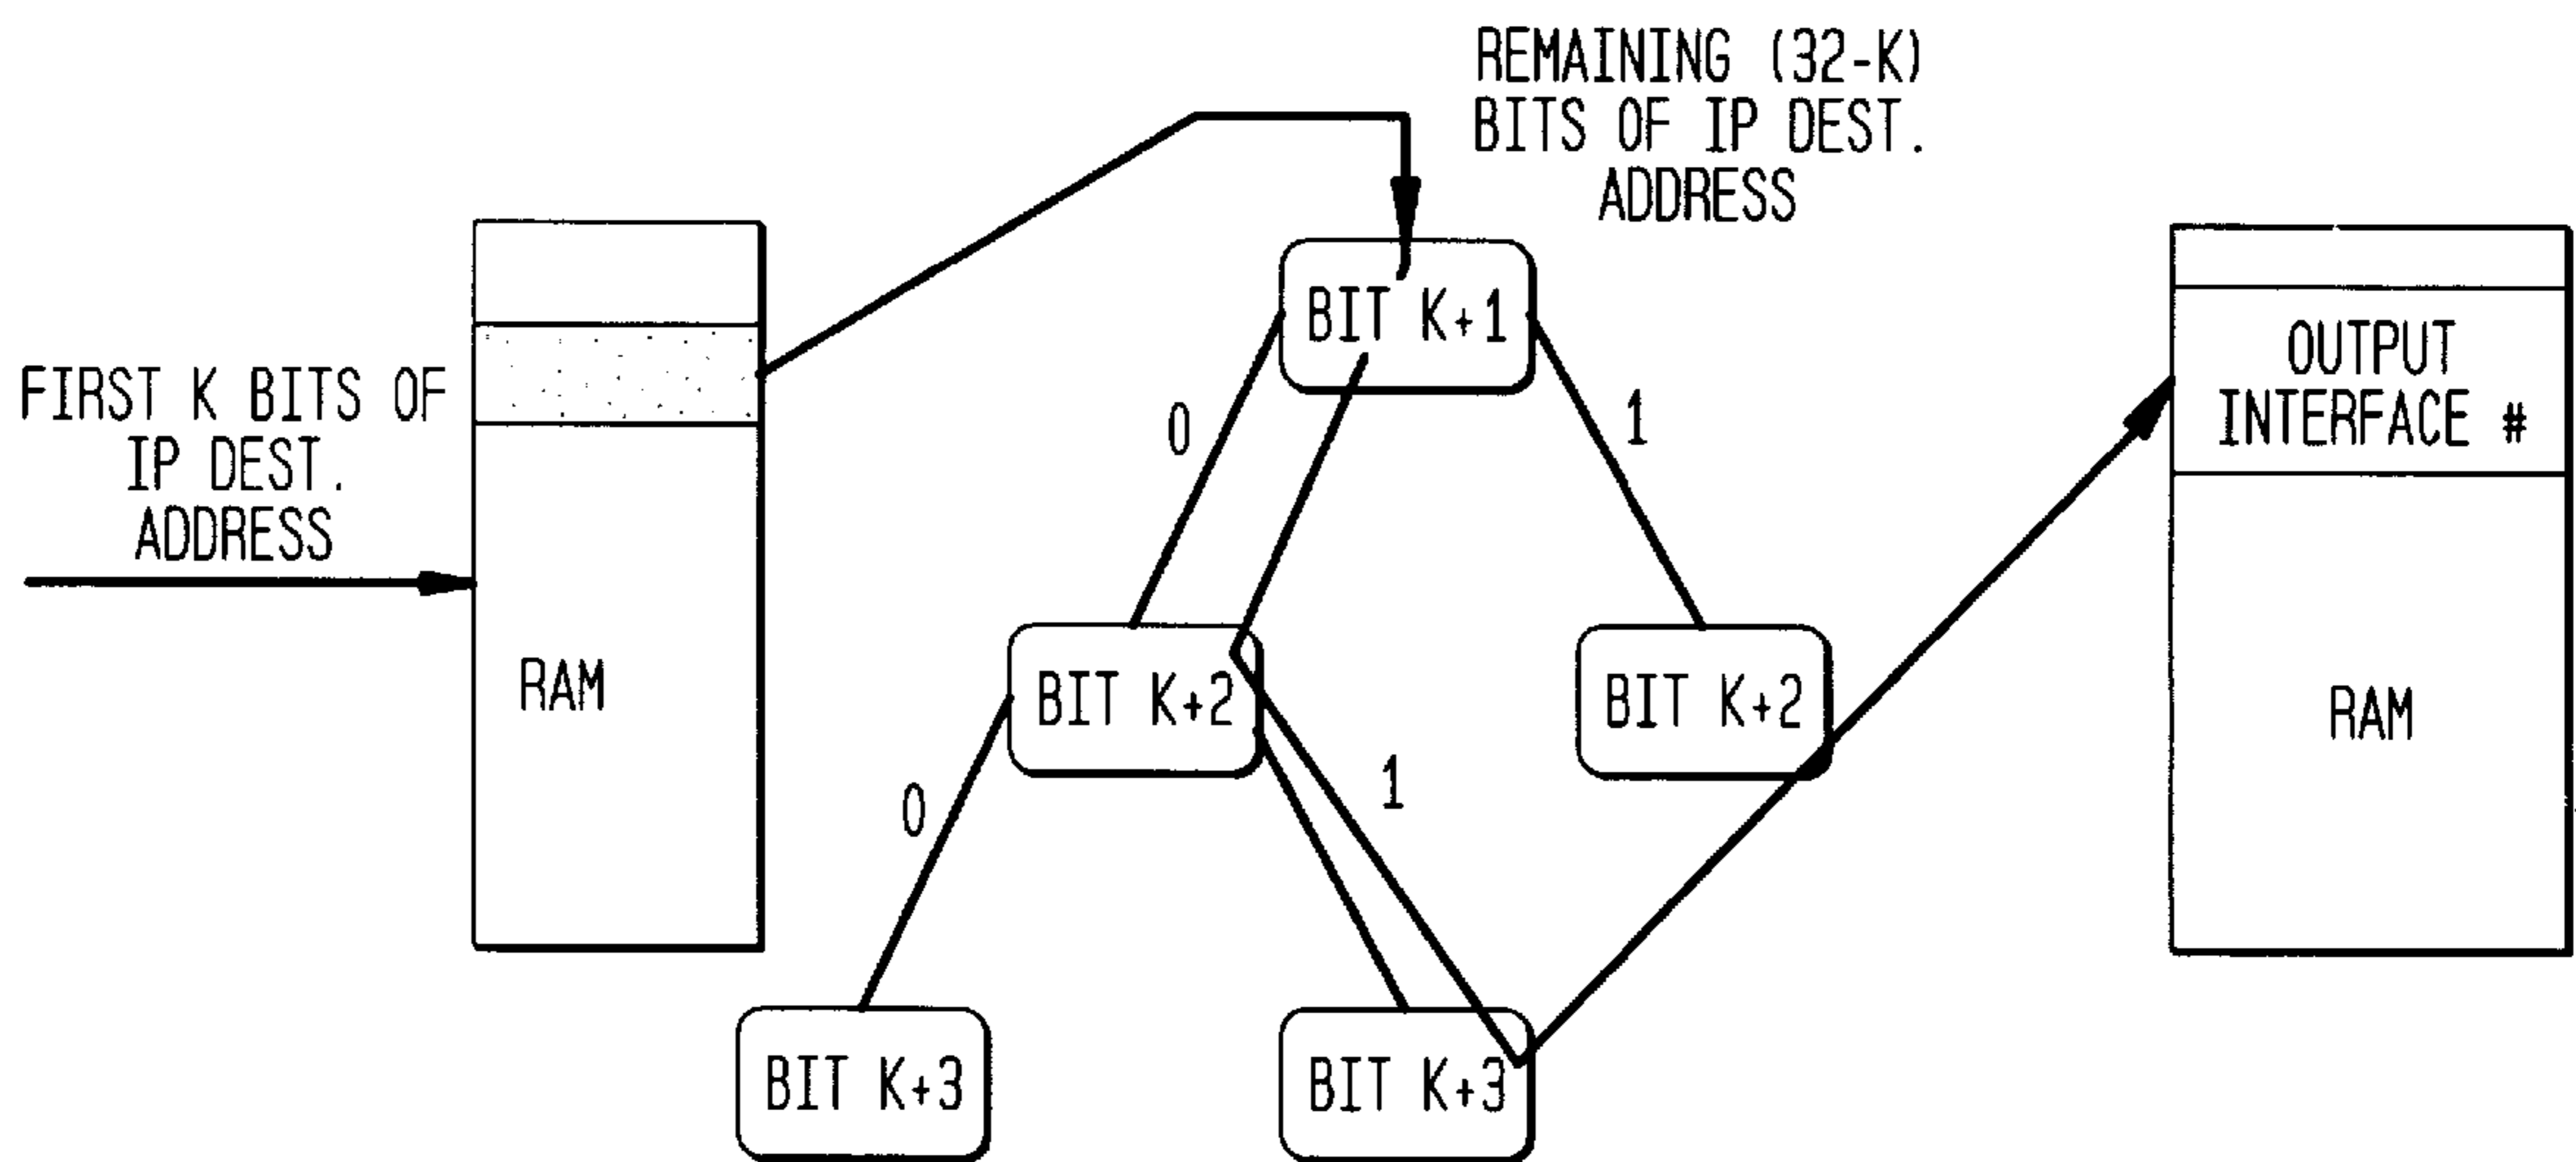 REMAINING (32-K)
BITS OF IP DEST.
ADDRESS
FIRST K BITS OF
IP DEST.
ADDRESS
RAM
BIT K+1
0
1
BIT K+2
BIT K+2
0
1
BIT K+3
BIT K+3
OUTPUT
INTERFACE #
RAM